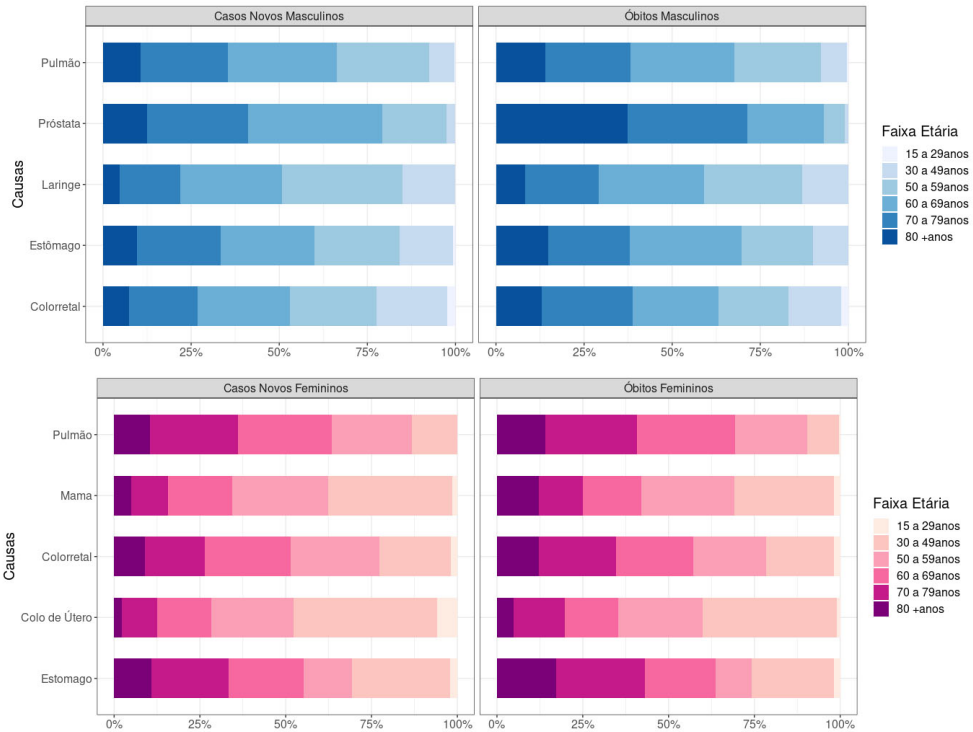 Casos Novos Masculinos
Óbitos Masculinos
Causas
Pulmão
Próstata
Laringe
Estômago
Colorretal
0% 25% 50% 75% 100%
0% 25% 50% 75% 100%
Faixa Etária
15 a 29anos
30 a 49anos
50 a 59anos
60 a 69anos
70 a 79anos
80 +anos
Casos Novos Femininos
Óbitos Femininos
Causas
Pulmão
Mama
Colorretal
Colo de Útero
Estomago
0% 25% 50% 75% 100%
0% 25% 50% 75% 100%
Faixa Etária
15 a 29anos
30 a 49anos
50 a 59anos
60 a 69anos
70 a 79anos
80 +anos